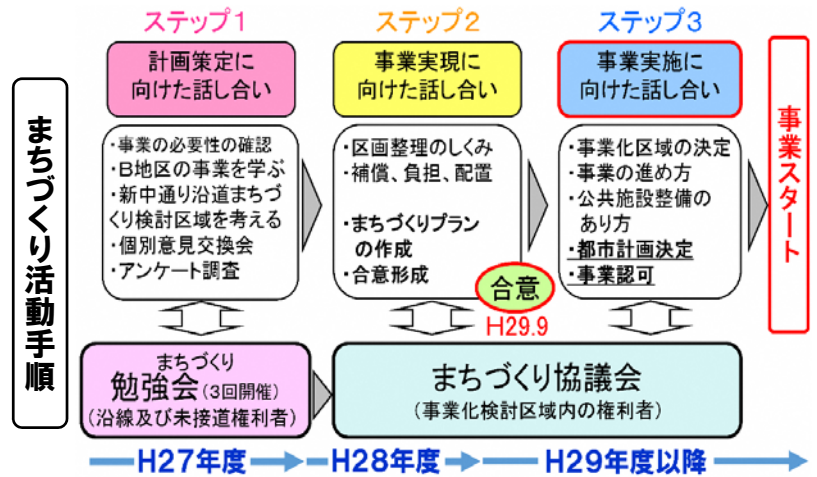 まちづくり活動手順
ステップ1
計画策定に
向けた話し合い
・事業の必要性の確認
・B地区の事業を学ぶ
・新中通り沿道まちづ
くり検討区域を考える
・個別意見交換会
・アンケート調査
ステップ2
事業実現に
向けた話し合い
・区画整理のしくみ
・補償、負担、配置
・まちづくりプラン
の作成
・合意形成
合意
H29.9
ステップ3
事業実施に
向けた話し合い
・事業化区域の決定
・事業の進め方
・公共施設整備の
あり方
・都市計画決定
・事業認可
事業スタート
まちづくり
勉強会(3回開催)
(沿線及び未接道権利者)
まちづくり協議会
(事業化検討区域内の権利者)
H27年度
H28年度
H29年度以降